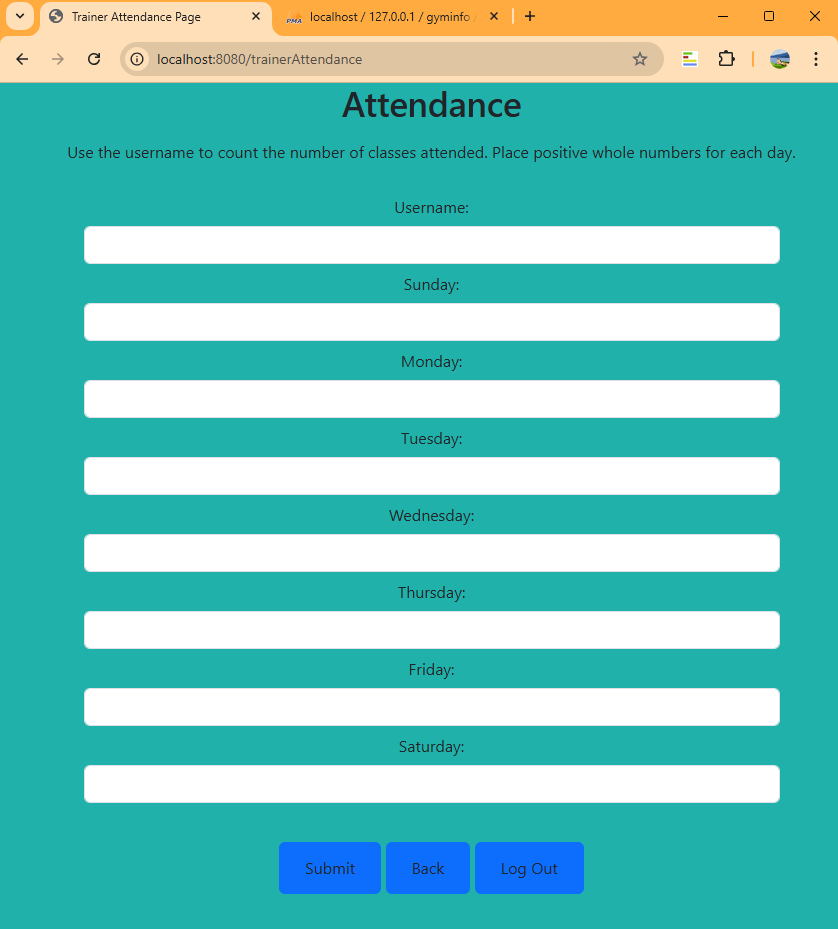 Trainer Attendance Page
PMA
localhost / 127.0.0.1 / gyminfo /
localhost:8080/trainerAttendance
Attendance
Use the username to count the number of classes attended. Place positive whole numbers for each day.
Username:
Sunday:
Monday:
Tuesday:
Wednesday:
Thursday:
Friday:
Saturday:
Submit
Back
Log Out